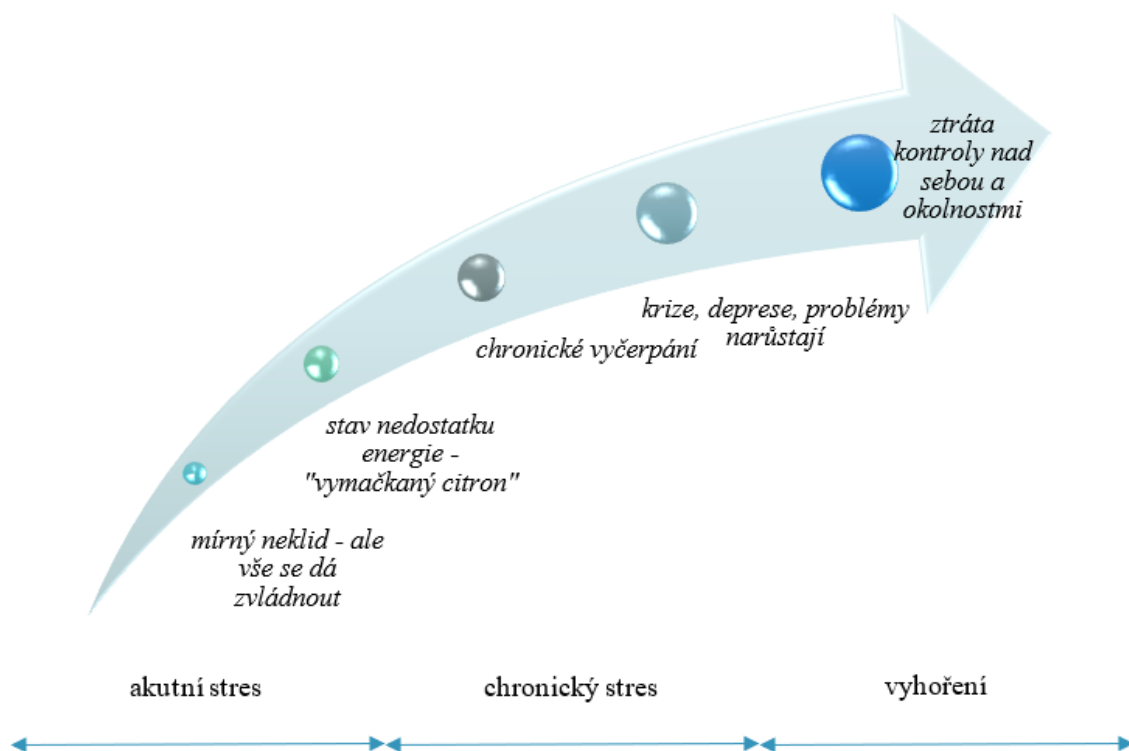 mírný neklid - ale
vše se dá
zvládnout
stav nedostatku
energie -
"vymačkaný citron"
chronické vyčerpání
krize, deprese, problémy
narůstají
ztráta
kontroly nad
sebou a
okolnostmi
akutní stres
chronický stres
vyhoření